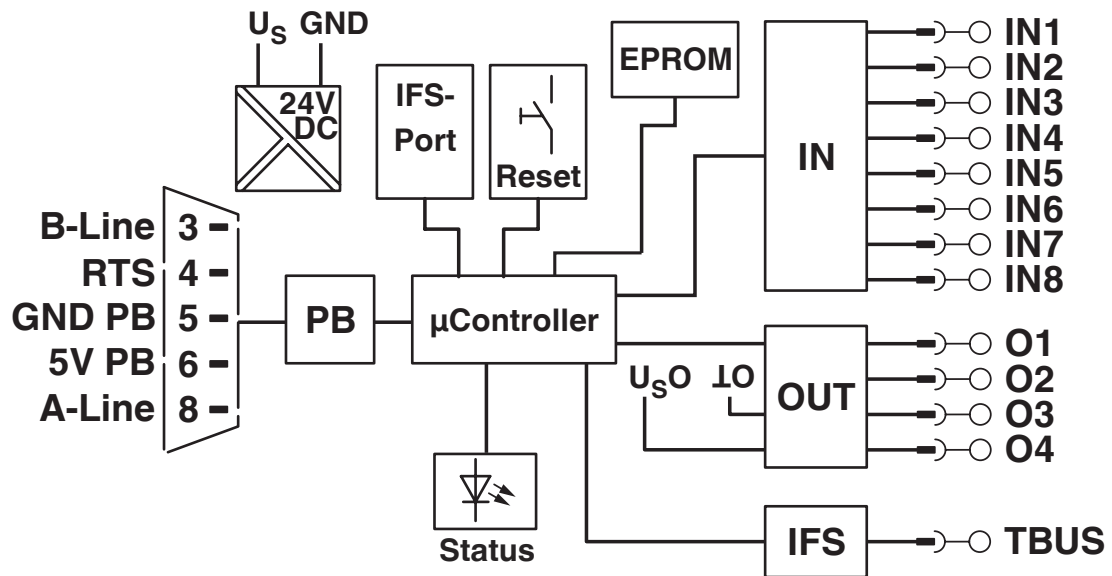 US GND
24V
DC
IFS-
Port
Reset
EPROM
IN
IN1
IN2
IN3
IN4
IN5
IN6
IN7
IN8
B-Line 3
RTS 4
GND PB 5
5V PB 6
A-Line 8
PB
µController
USO ⊥O
OUT
O1
O2
O3
O4
Status
IFS
TBUS